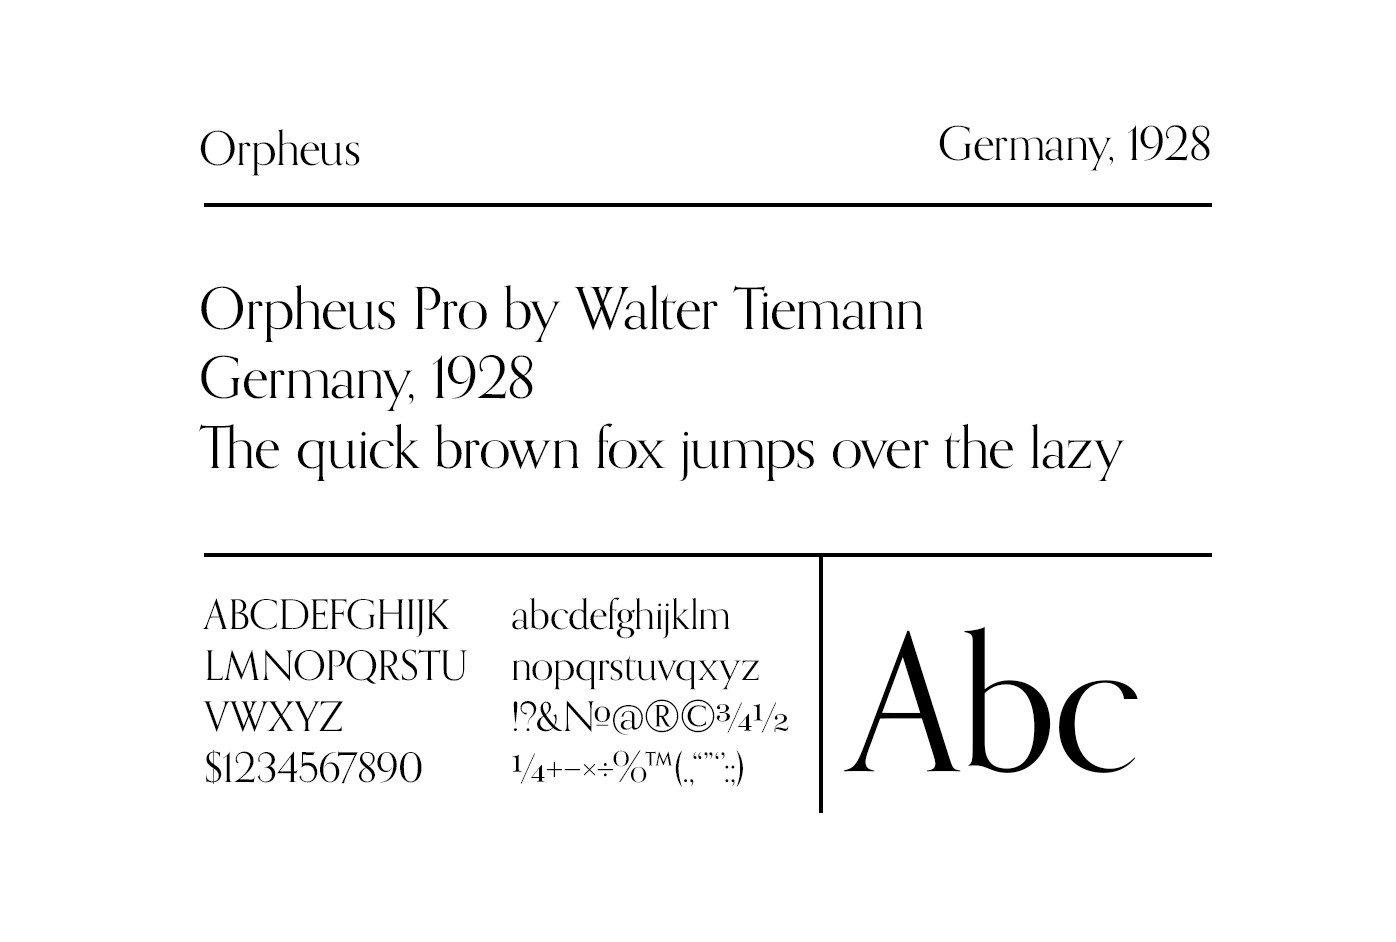 Orpheus
Germany, 1928
Orpheus Pro by Walter Tiemann
Germany, 1928
The quick brown fox jumps over the lazy
ABCDEFGHIJK
LMNOPQRSTU
VWXYZ
$1234567890
abcdefghijklm
nopqrstuvqxyz
!?&Nº@®©¾½
¼+−×÷%™(.,“”‘’:;)
Abc